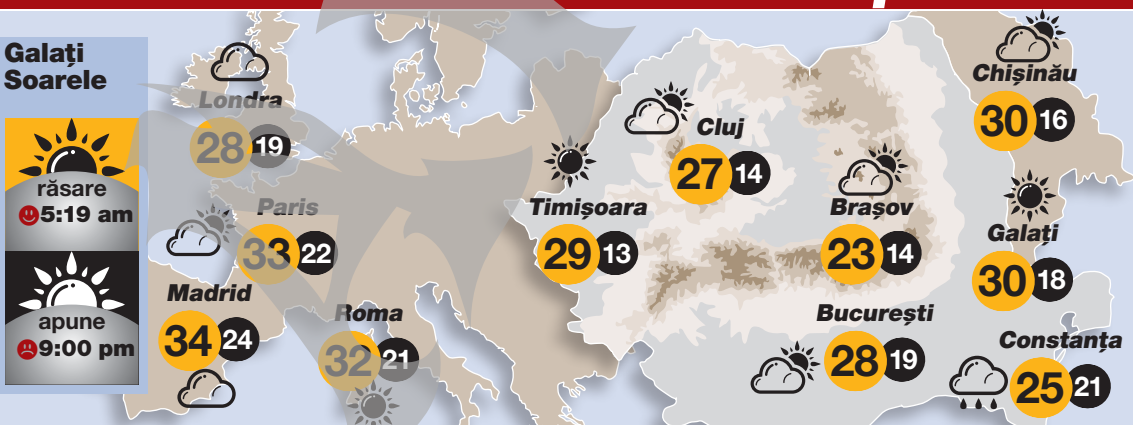 Galați
Soarele
răsare
5:19 am
apune
9:00 pm
Londra
28 19
Paris
33 22
Madrid
34 24
Roma
32 21
Timișoara
29 13
Cluj
27 14
Brașov
23 14
București
28 19
Chișinău
30 16
Galați
30 18
Constanța
25 21